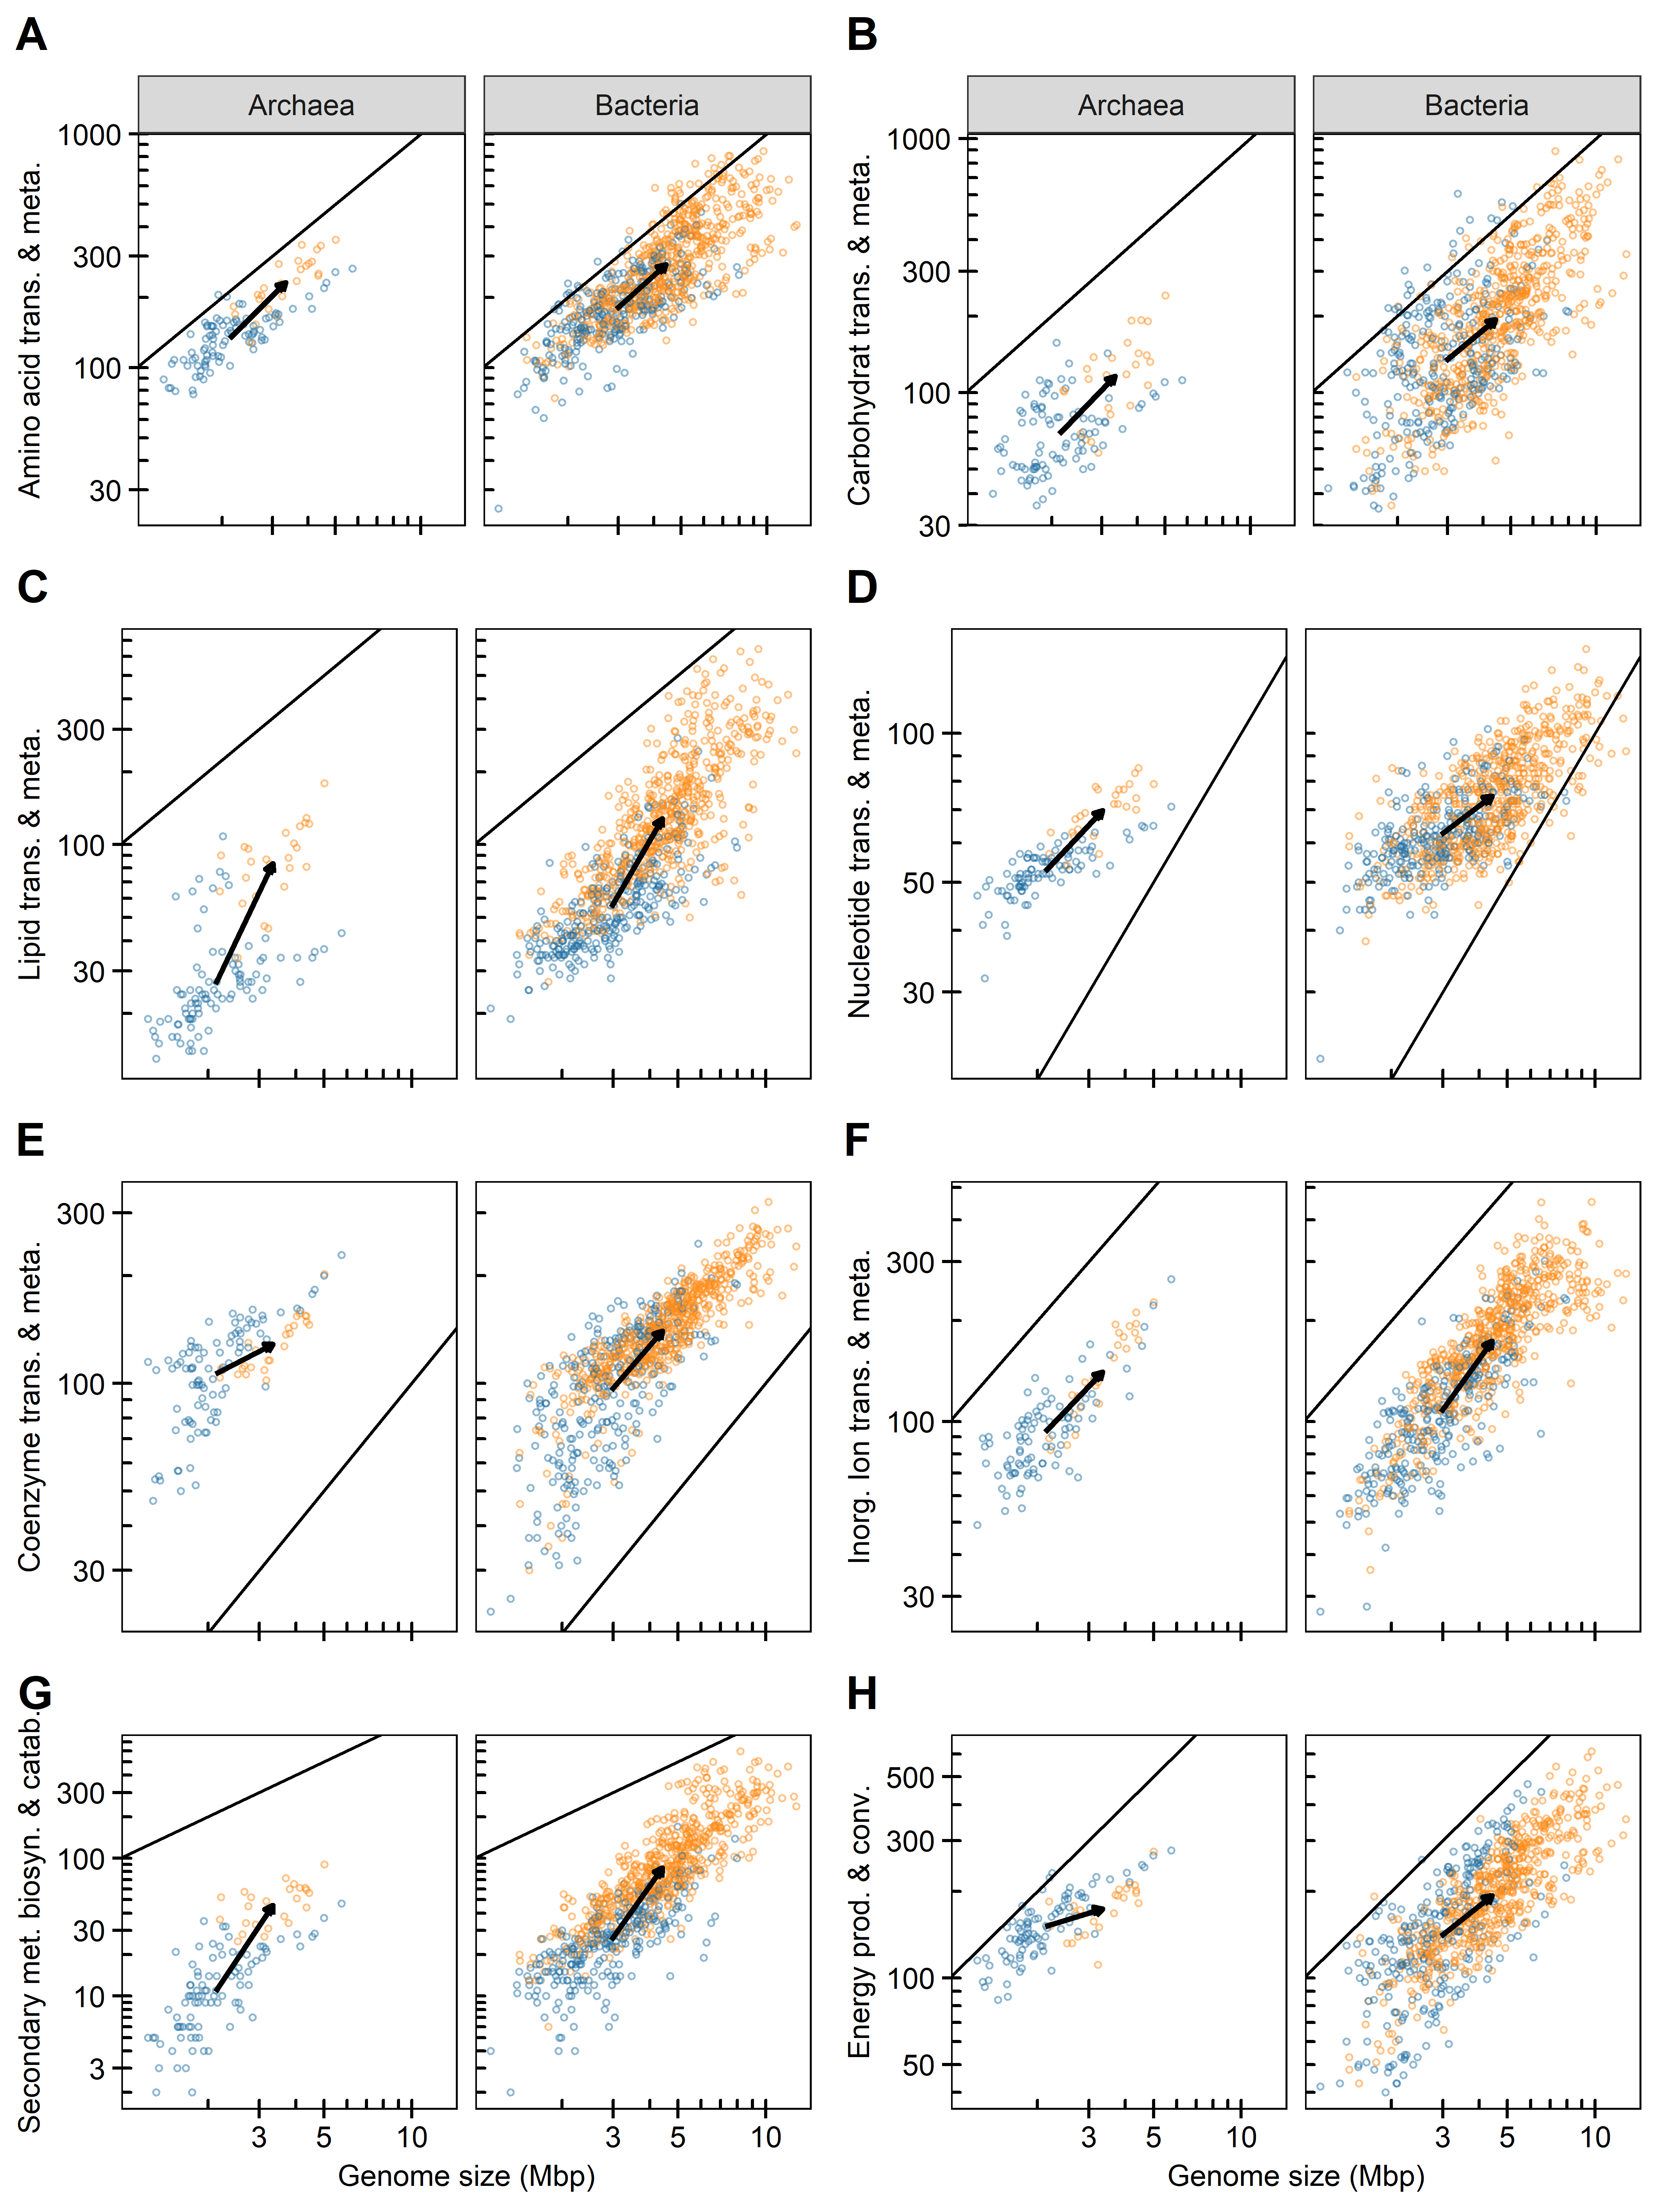 A
B
Archaea
Bacteria
Archaea
Bacteria
Amino acid trans. & meta.
1000
300
100
30
Carbohydrat trans. & meta.
1000
300
100
30
C
D
Lipid trans. & meta.
300
100
30
Nucleotide trans. & meta.
100
50
30
E
F
Coenzyme trans. & meta.
300
100
30
Inorg. Ion trans. & meta.
300
100
30
G
H
Secondary met. biosyn. & catab.
300
100
30
10
3
Energy prod. & conv.
500
300
100
50
3 5 10
3 5 10
3 5 10
3 5 10
Genome size (Mbp)
Genome size (Mbp)